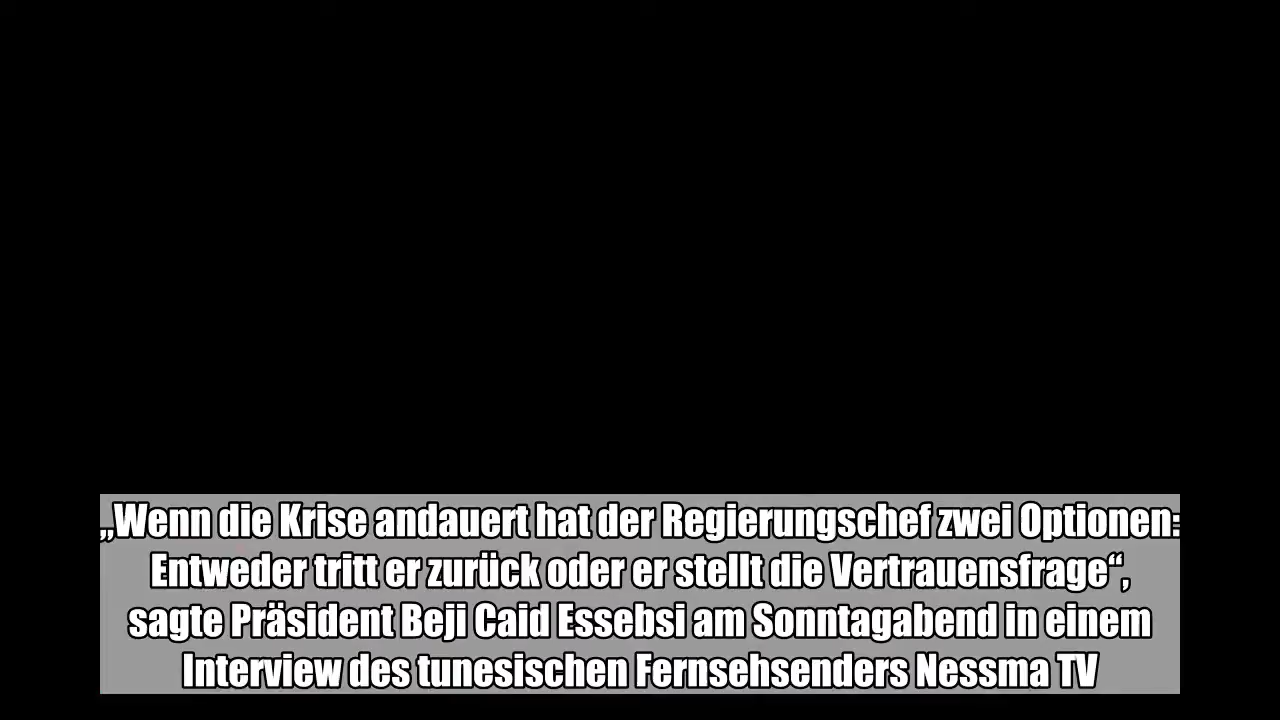 „Wenn die Krise andauert hat der Regierungschef zwei Optionen:
Entweder tritt er zurück oder er stellt die Vertrauensfrage“,
sagte Präsident Beji Caid Essebsi am Sonntagabend in einem
Interview des tunesischen Fernsehsenders Nessma TV